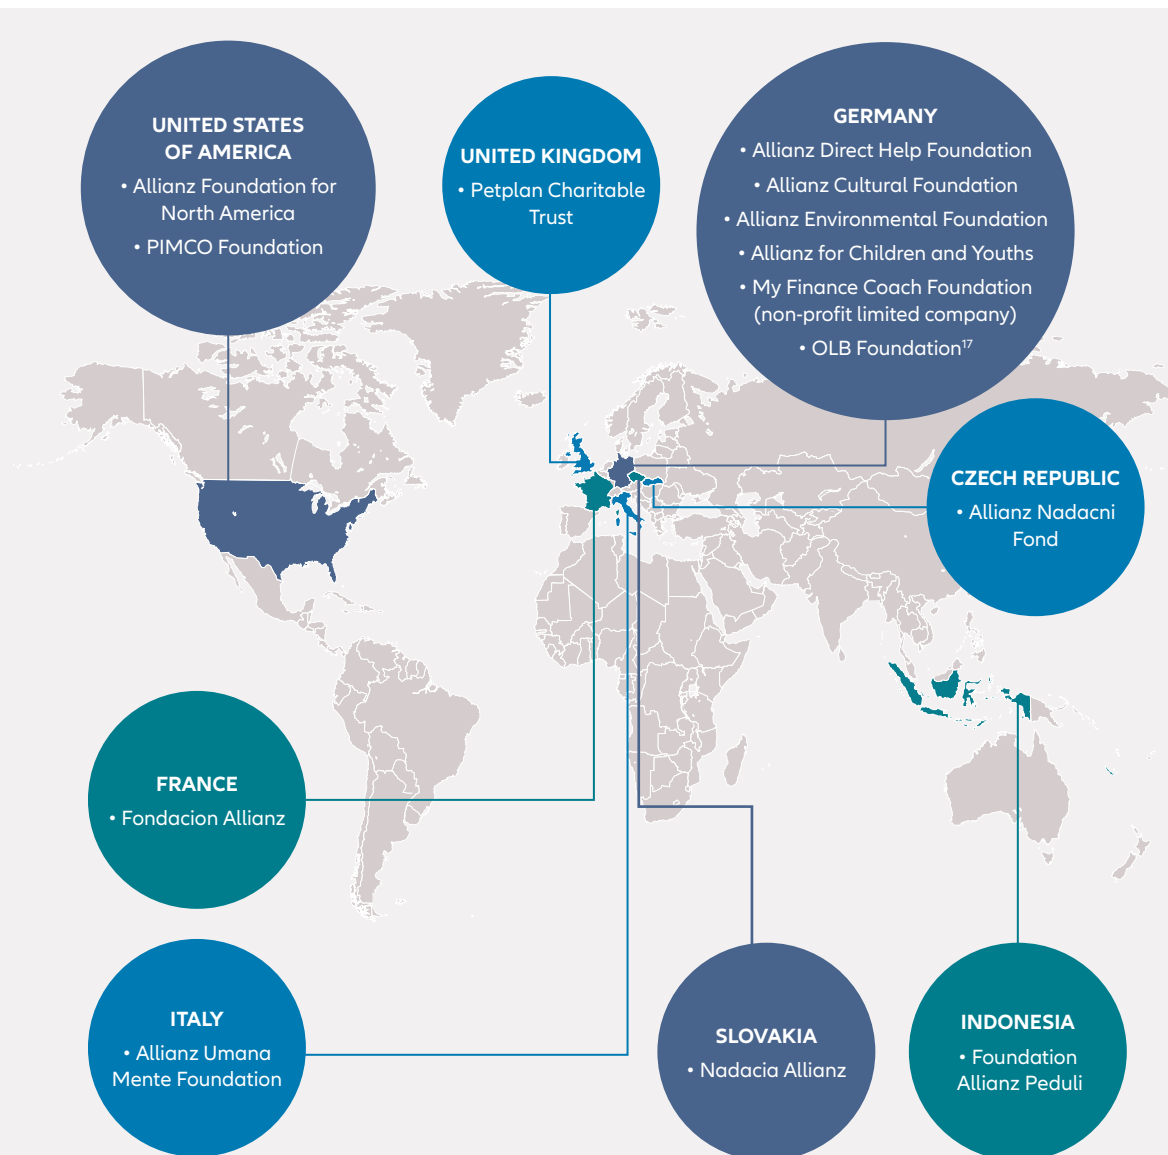 UNITED STATES
OF AMERICA
• Allianz Foundation for
North America
• PIMCO Foundation
UNITED KINGDOM
• Petplan Charitable
Trust
GERMANY
• Allianz Direct Help Foundation
• Allianz Cultural Foundation
• Allianz Environmental Foundation
• Allianz for Children and Youths
• My Finance Coach Foundation
(non-profit limited company)
• OLB Foundation¹⁷
CZECH REPUBLIC
• Allianz Nadacni
Fond
FRANCE
• Fondacion Allianz
ITALY
• Allianz Umana
Mente Foundation
SLOVAKIA
• Nadacia Allianz
INDONESIA
• Foundation
Allianz Peduli